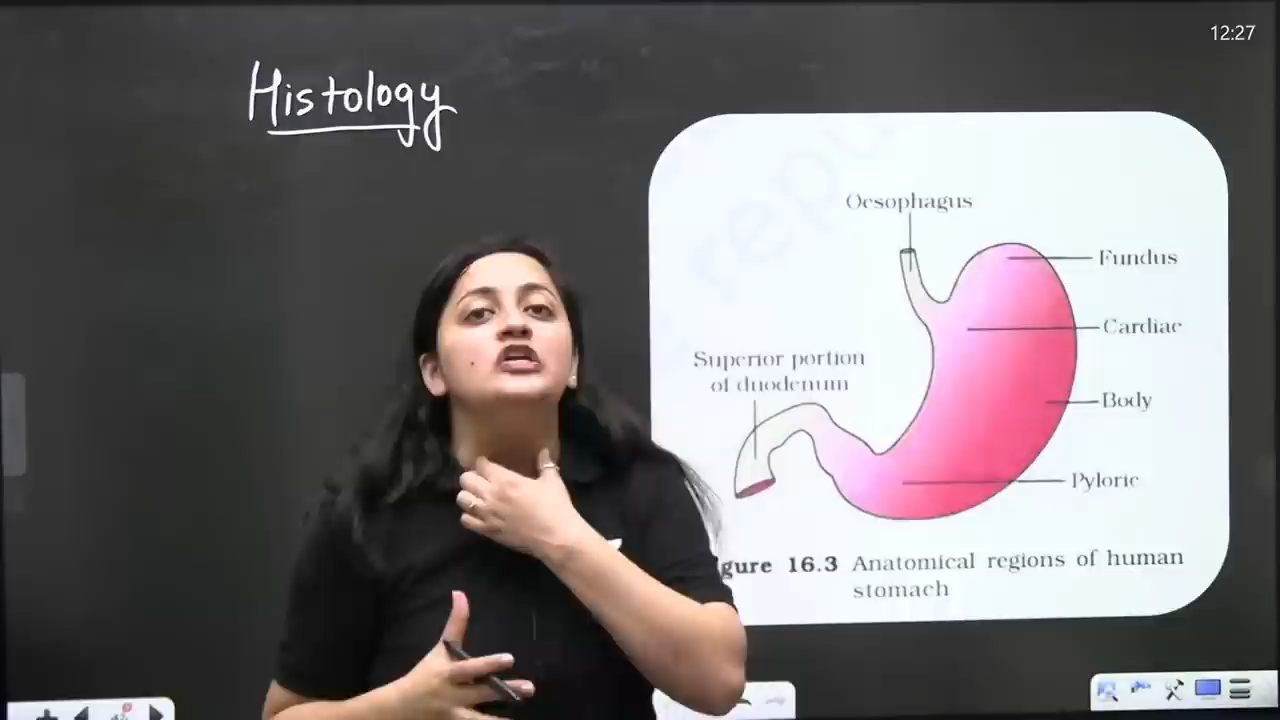 12:27
Histology
repu
Oesophagus
Fundus
Cardiac
Superior portion
of duodenum
Body
Pyloric
gure 16.3 Anatomical regions of human
stomach